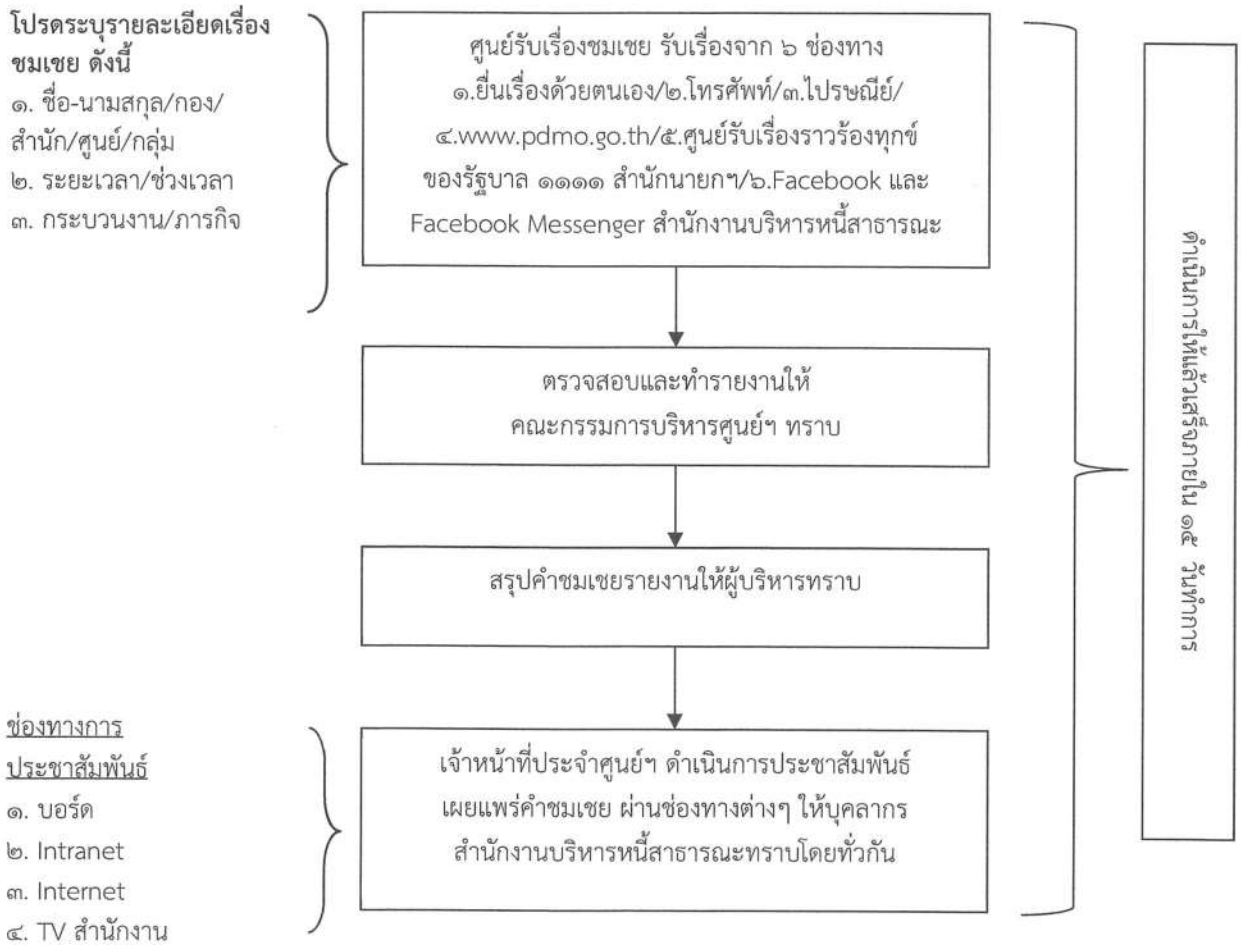 โปรดระบุรายละเอียดเรื่อง
ชมเชย ดังนี้
๑. ชื่อ-นามสกุล/กอง/
สำนัก/ศูนย์/กลุ่ม
๒. ระยะเวลา/ช่วงเวลา
๓. กระบวนงาน/ภารกิจ
ศูนย์รับเรื่องชมเชย รับเรื่องจาก ๖ ช่องทาง
๑.ยื่นเรื่องด้วยตนเอง/๒.โทรศัพท์/๓.ไปรษณีย์/
๔.www.pdmo.go.th/๕.ศูนย์รับเรื่องราวร้องทุกข์
ของรัฐบาล ๑๑๑๑ สำนักนายกฯ/๖.Facebook และ
Facebook Messenger สำนักงานบริหารหนี้สาธารณะ
ตรวจสอบและทำรายงานให้
คณะกรรมการบริหารศูนย์ฯ ทราบ
สรุปคำชมเชยรายงานให้ผู้บริหารทราบ
ช่องทางการ
ประชาสัมพันธ์
๑. บอร์ด
๒. Intranet
๓. Internet
๔. TV สำนักงาน
เจ้าหน้าที่ประจำศูนย์ฯ ดำเนินการประชาสัมพันธ์
เผยแพร่คำชมเชย ผ่านช่องทางต่างๆ ให้บุคลากร
สำนักงานบริหารหนี้สาธารณะทราบโดยทั่วกัน
ดำเนินการให้แล้วเสร็จภายใน ๑๕ วันทำการ